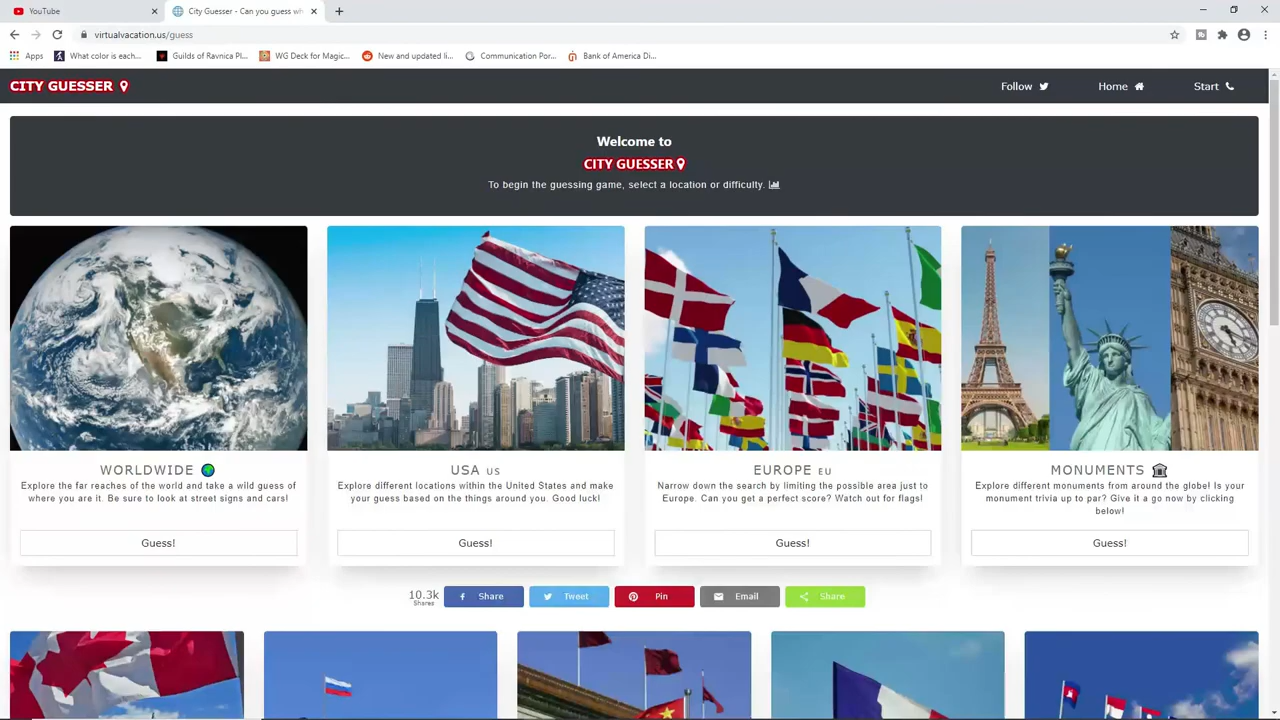 YouTube
City Guesser - Can you guess wh
virtualvacation.us/guess
Apps
What color is each...
Guilds of Ravnica Pl...
WG Deck for Magic...
New and updated li...
Communication Por...
Bank of America Di...
CITY GUESSER
Follow
Home
Start
Welcome to
CITY GUESSER
To begin the guessing game, select a location or difficulty.
WORLDWIDE
Explore the far reaches of the world and take a wild guess of
where you are it. Be sure to look at street signs and cars!
Guess!
USA US
Explore different locations within the United States and make
your guess based on the things around you. Good luck!
Guess!
EUROPE EU
Narrow down the search by limiting the possible area just to
Europe. Can you get a perfect score? Watch out for flags!
Guess!
MONUMENTS
Explore different monuments from around the globe! Is your
monument trivia up to par? Give it a go now by clicking
below!
Guess!
10.3k
Shares
Share
Tweet
Pin
Email
Share